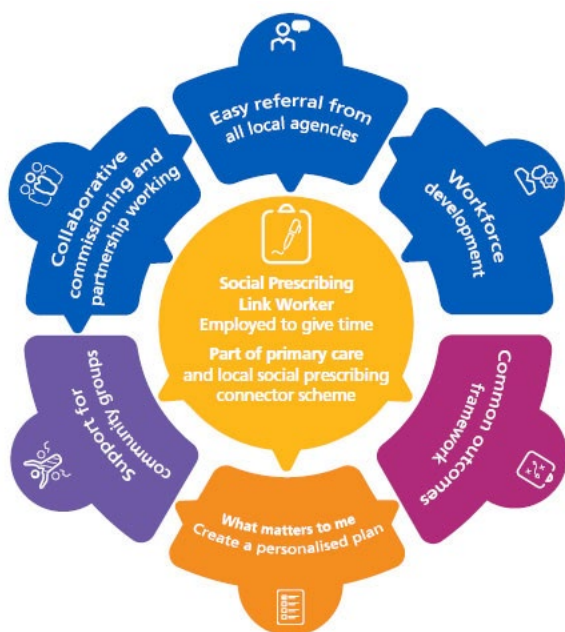 Easy referral from
all local agencies
Workforce
development
Common outcomes
framework
What matters to me
Create a personalised plan
Support for
community groups
Collaborative
commissioning and
partnership working
Social Prescribing
Link Worker
Employed to give time
Part of primary care
and local social prescribing
connector scheme